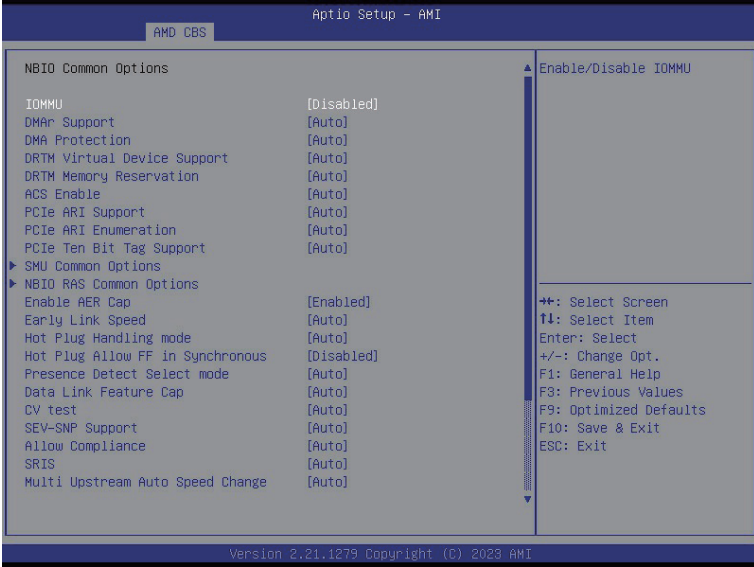 Aptio Setup – AMI
AMD CBS
NBIO Common Options
IOMMU [Disabled]
DMAr Support [Auto]
DMA Protection [Auto]
DRTM Virtual Device Support [Auto]
DRTM Memory Reservation [Auto]
ACS Enable [Auto]
PCIe ARI Support [Auto]
PCIe ARI Enumeration [Auto]
PCIe Ten Bit Tag Support [Auto]
SMU Common Options
NBIO RAS Common Options
Enable AER Cap [Enabled]
Early Link Speed [Auto]
Hot Plug Handling mode [Auto]
Hot Plug Allow FF in Synchronous [Disabled]
Presence Detect Select mode [Auto]
Data Link Feature Cap [Auto]
CV test [Auto]
SEV-SNP Support [Auto]
Allow Compliance [Auto]
SRIS [Auto]
Multi Upstream Auto Speed Change [Auto]
Enable/Disable IOMMU
→←: Select Screen
↑↓: Select Item
Enter: Select
+/-: Change Opt.
F1: General Help
F3: Previous Values
F9: Optimized Defaults
F10: Save & Exit
ESC: Exit
Version 2.21.1279 Copyright (C) 2023 AMI